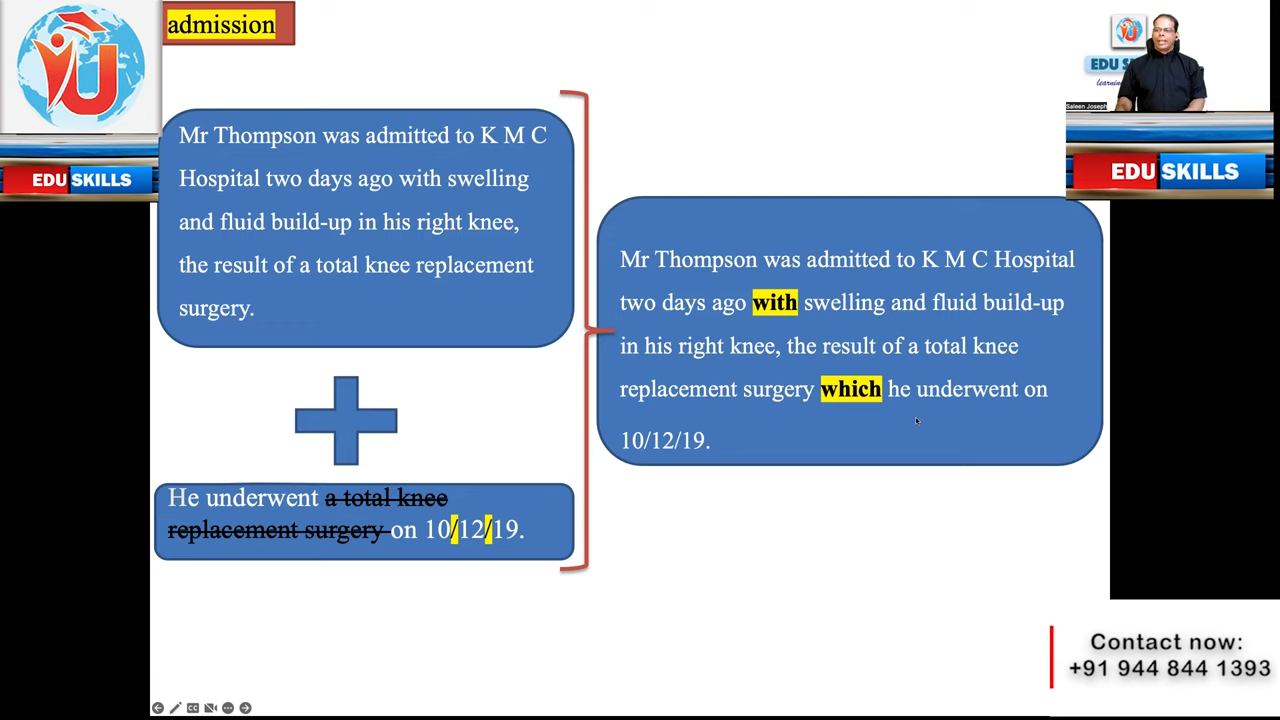 admission
Mr Thompson was admitted to K M C
Hospital two days ago with swelling
and fluid build-up in his right knee,
the result of a total knee replacement
surgery.
He underwent a total knee
replacement surgery on 10/12/19.
Mr Thompson was admitted to K M C Hospital
two days ago with swelling and fluid build-up
in his right knee, the result of a total knee
replacement surgery which he underwent on
10/12/19.
EDU SKILLS
U
EDU S
learning
Saleen Joseph
EDU SKILLS
Contact now:
+91 944 844 1393